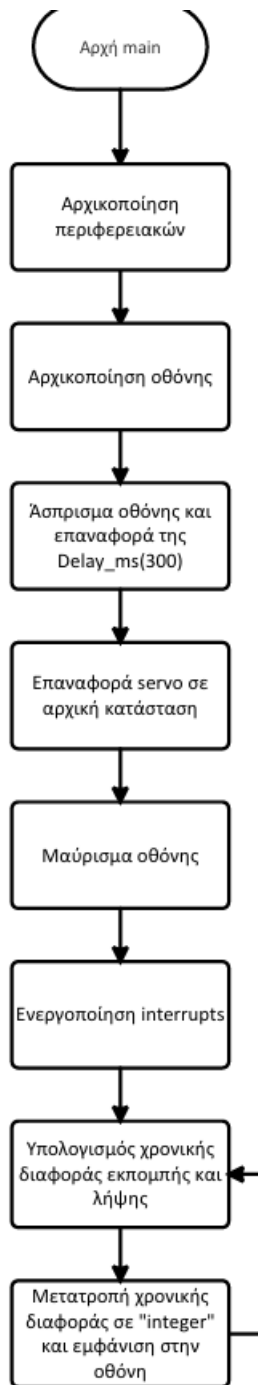 Αρχή main
Αρχικοποίηση
περιφερειακών
Αρχικοποίηση οθόνης
Άσπρισμα οθόνης και
επαναφορά της
Delay_ms(300)
Επαναφορά servo σε
αρχική κατάσταση
Μαύρισμα οθόνης
Ενεργοποίηση interrupts
Υπολογισμός χρονικής
διαφοράς εκπομπής και
λήψης
Μετατροπή χρονικής
διαφοράς σε "integer"
και εμφάνιση στην
οθόνη